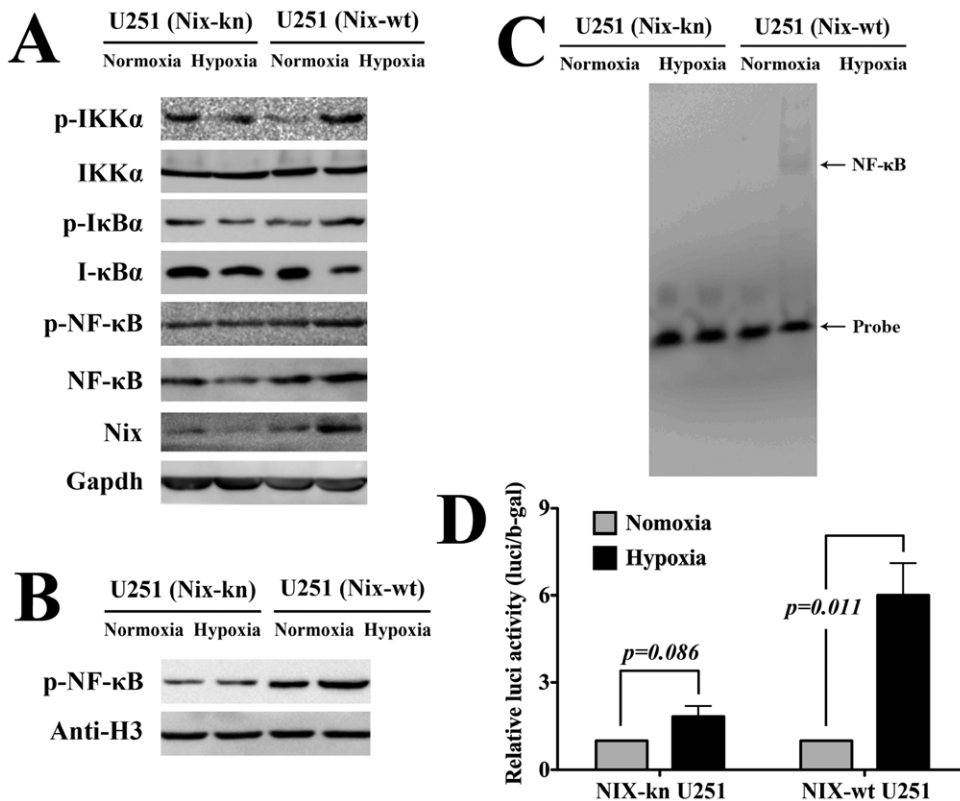 A
U251 (Nix-kn) U251 (Nix-wt)
Normoxia Hypoxia Normoxia Hypoxia
p-IKKα
IKKα
p-IκBα
I-κBα
p-NF-κB
NF-κB
Nix
Gapdh
B
U251 (Nix-kn) U251 (Nix-wt)
Normoxia Hypoxia Normoxia Hypoxia
p-NF-κB
Anti-H3
C
U251 (Nix-kn) U251 (Nix-wt)
Normoxia Hypoxia Normoxia Hypoxia
NF-κB
Probe
D
Relative luci activity (luci/b-gal)
9
6
3
0
Nomoxia
Hypoxia
p=0.086
p=0.011
NIX-kn U251 NIX-wt U251